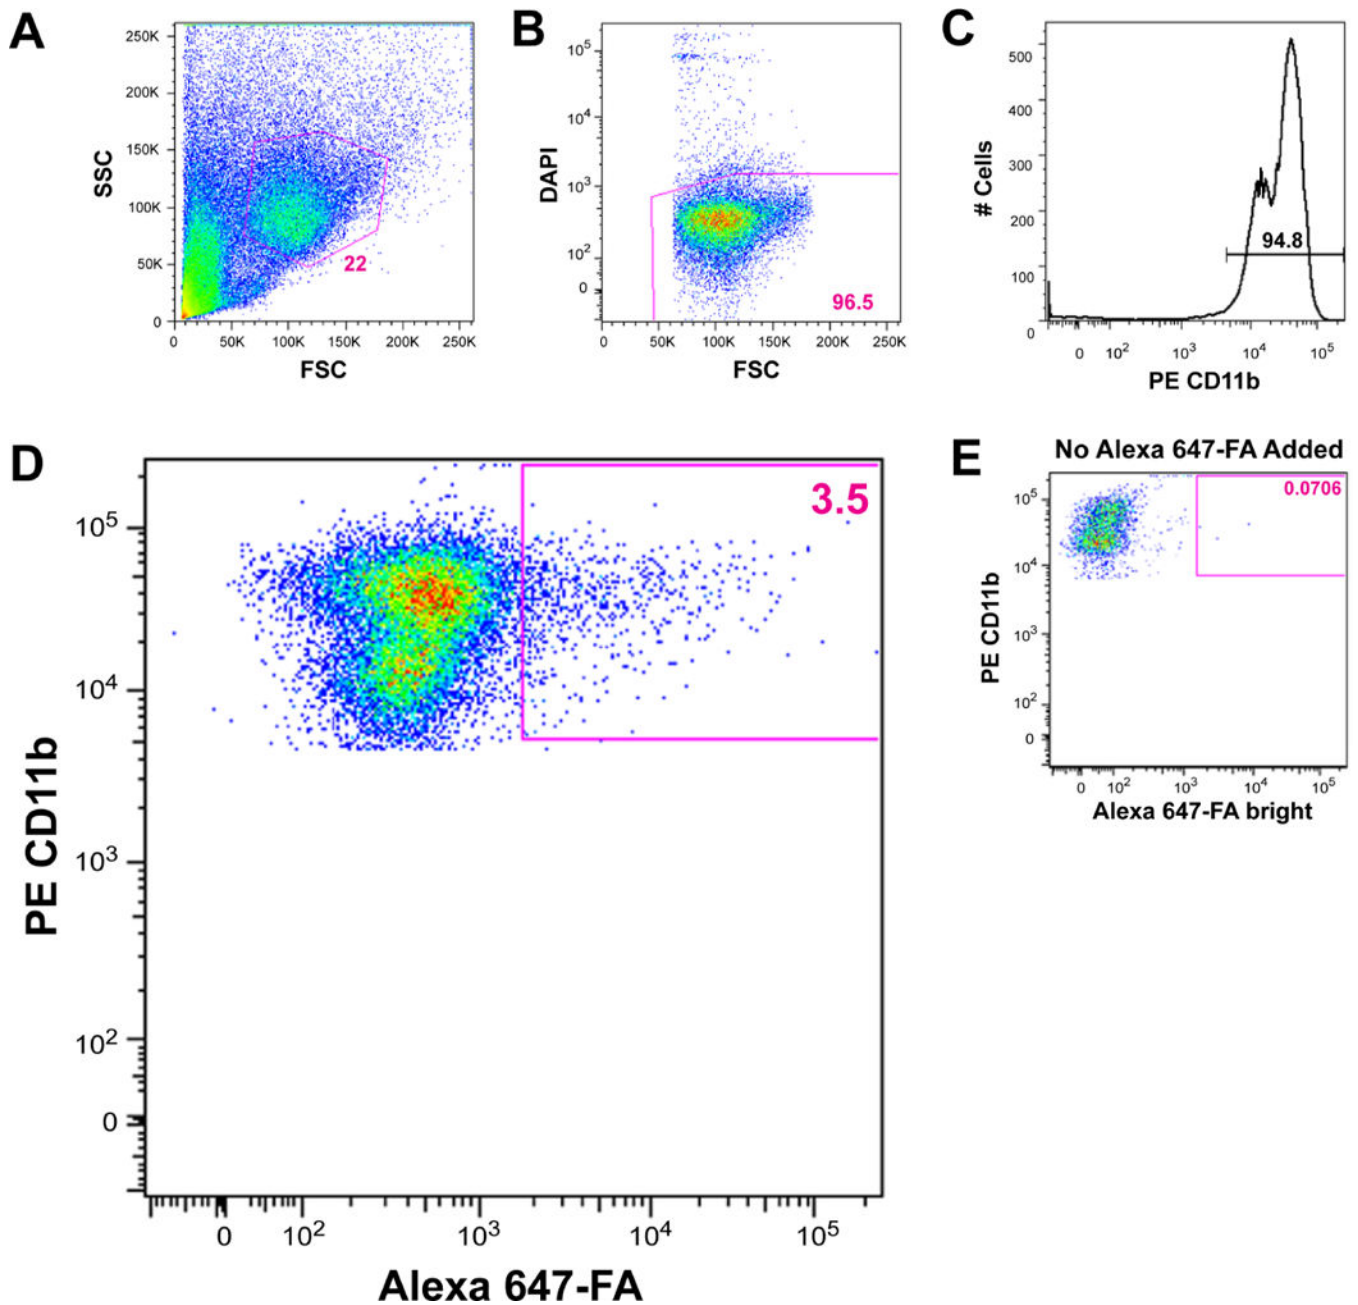 A
SSC
250K
200K
150K
100K
50K
0
22
0 50K 100K 150K 200K 250K
FSC
B
DAPI
10^5
10^4
10^3
10^2
0
96.5
0 50K 100K 150K 200K 250K
FSC
C
# Cells
500
400
300
200
100
0
94.8
0 10^2 10^3 10^4 10^5
PE CD11b
D
PE CD11b
10^5
10^4
10^3
10^2
0
3.5
0 10^2 10^3 10^4 10^5
Alexa 647-FA
E
No Alexa 647-FA Added
PE CD11b
10^5
10^4
10^3
10^2
0
0.0706
0 10^2 10^3 10^4 10^5
Alexa 647-FA bright